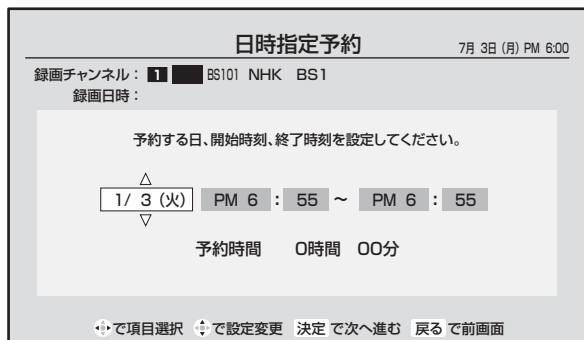 日時指定予約 7月 3日 (月) PM 6:00
録画チャンネル： 1 BS101 NHK BS1
録画日時：
予約する日、開始時刻、終了時刻を設定してください。
1/ 3 (火) PM 6 : 55 ～ PM 6 : 55
予約時間 0時間 00分
で項目選択 で設定変更 決定 で次へ進む 戻る で前画面